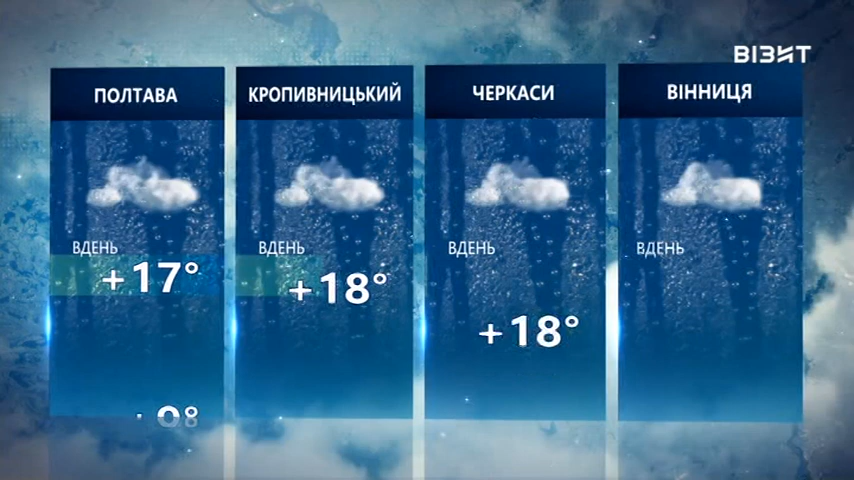 ВІЗИТ
ПОЛТАВА
ВДЕНЬ
+17°
КРОПИВНИЦЬКИЙ
ВДЕНЬ
+18°
ЧЕРКАСИ
ВДЕНЬ
+18°
ВІННИЦЯ
ВДЕНЬ